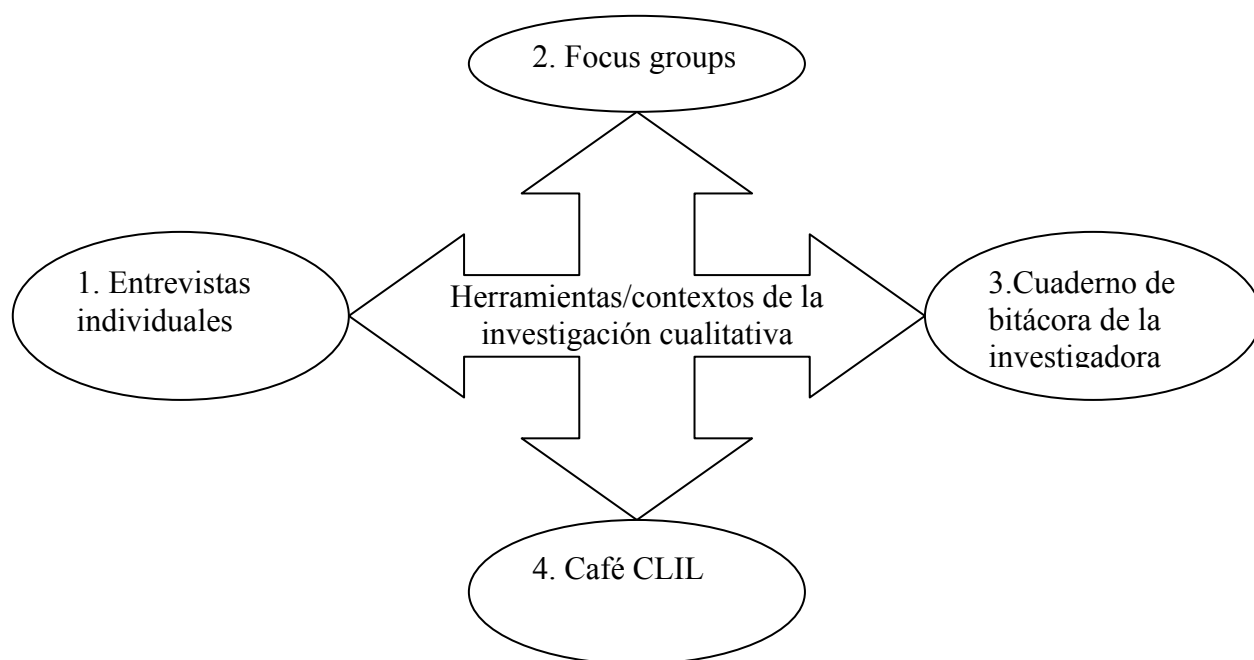 2. Focus groups
1. Entrevistas
individuales
Herramientas/contextos de la
investigación cualitativa
3.Cuaderno de
bitácora de la
investigadora
4. Café CLIL